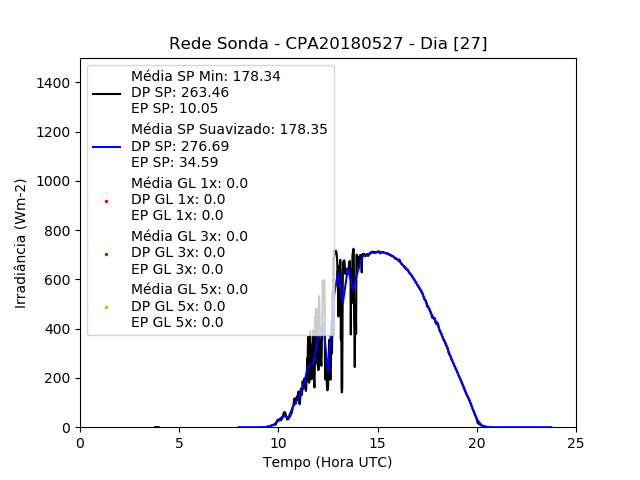 Rede Sonda - CPA20180527 - Dia [27]
Média SP Min: 178.34
DP SP: 263.46
EP SP: 10.05
Média SP Suavizado: 178.35
DP SP: 276.69
EP SP: 34.59
Média GL 1x: 0.0
DP GL 1x: 0.0
EP GL 1x: 0.0
Média GL 3x: 0.0
DP GL 3x: 0.0
EP GL 3x: 0.0
Média GL 5x: 0.0
DP GL 5x: 0.0
EP GL 5x: 0.0
Irradiância (Wm-2)
1400
1200
1000
800
600
400
200
0
0 5 10 15 20 25
Tempo (Hora UTC)